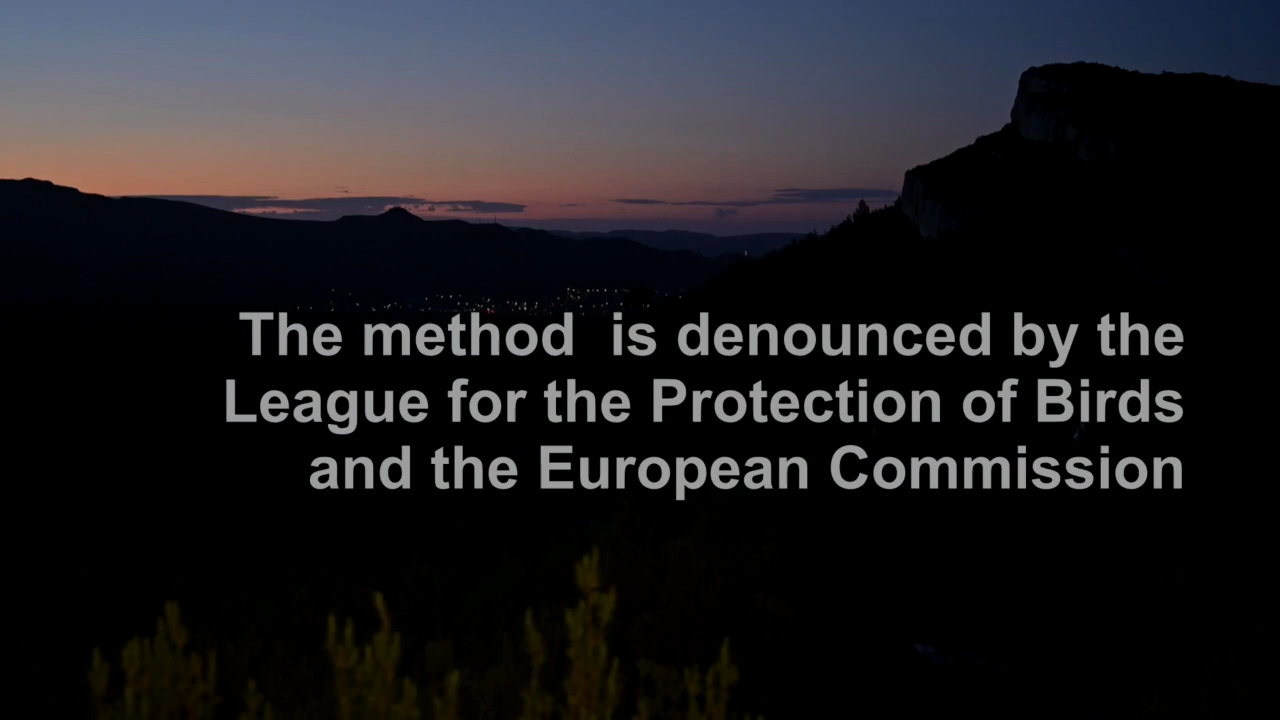 The method  is denounced by the
League for the Protection of Birds
and the European Commission